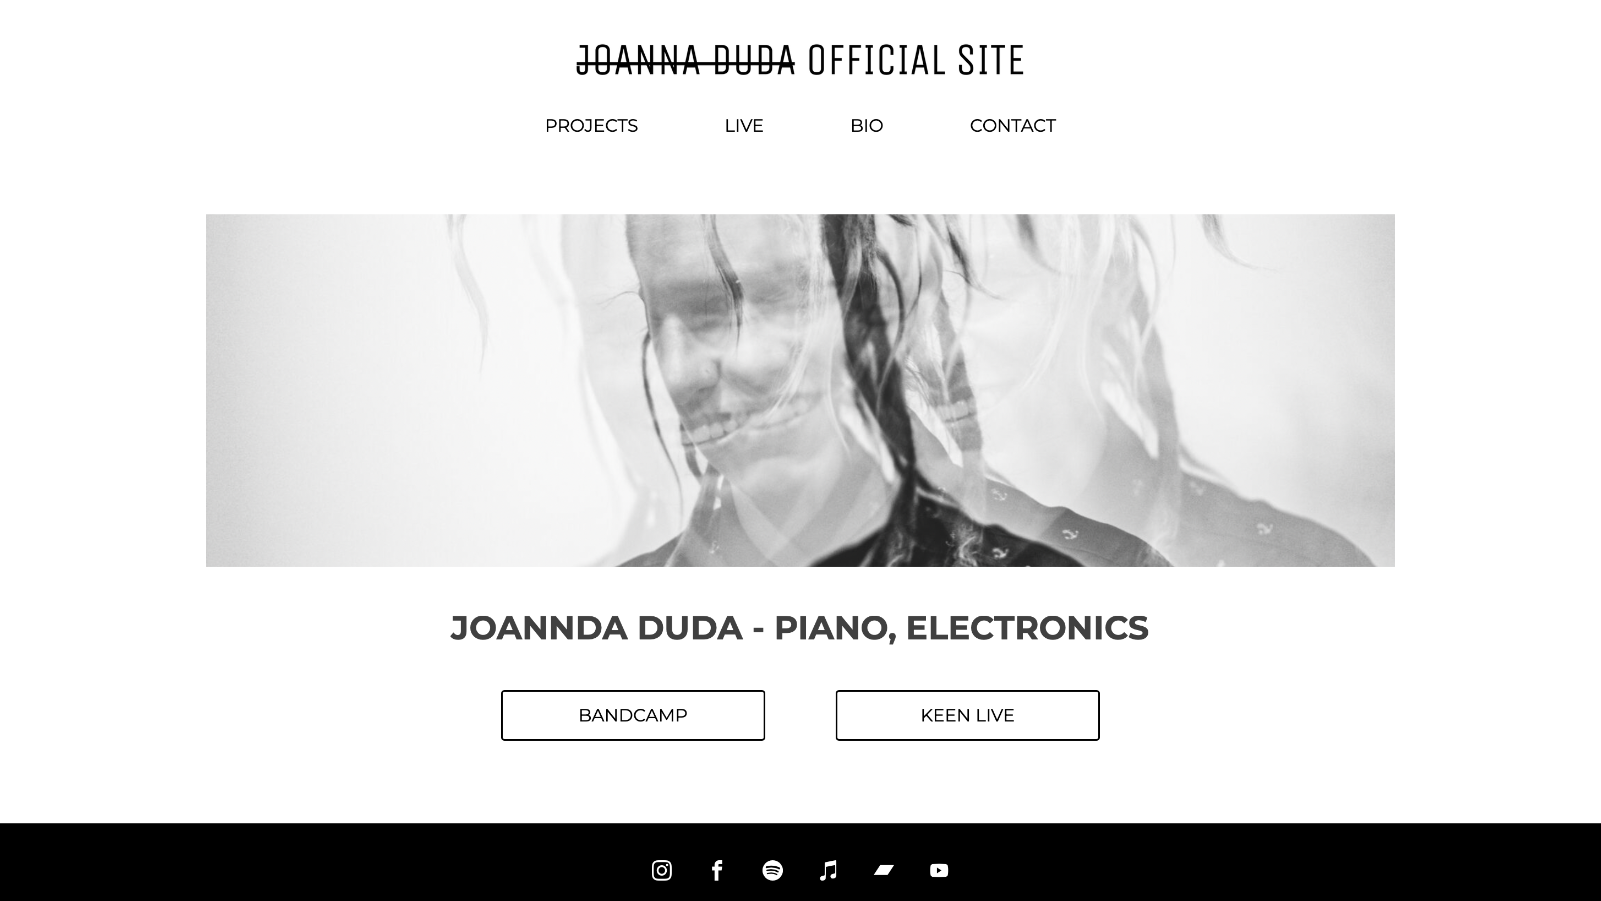 JOANNA DUDA OFFICIAL SITE
PROJECTS LIVE BIO CONTACT
JOANNDA DUDA - PIANO, ELECTRONICS
BANDCAMP KEEN LIVE